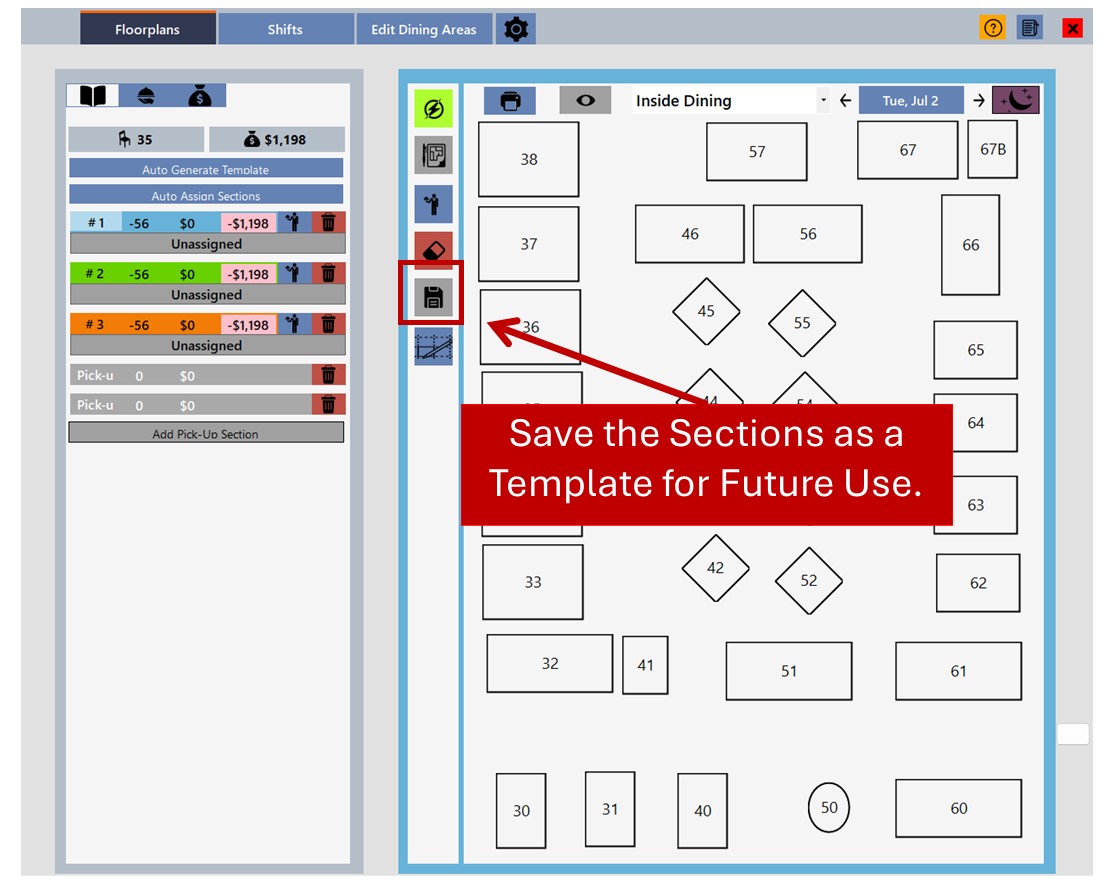 Floorplans
Shifts
Edit Dining Areas
?
Inside Dining
Tue, Jul 2
35
$1,198
Auto Generate Template
Auto Assign Sections
# 1 -56 $0 -$1,198
Unassigned
# 2 -56 $0 -$1,198
Unassigned
# 3 -56 $0 -$1,198
Unassigned
Pick-u 0 $0
Pick-u 0 $0
Add Pick-Up Section
38
57
67
67B
37
46
56
66
36
45
55
65
44
54
64
Save the Sections as a
Template for Future Use.
63
33
42
52
62
32
41
51
61
30
31
40
50
60